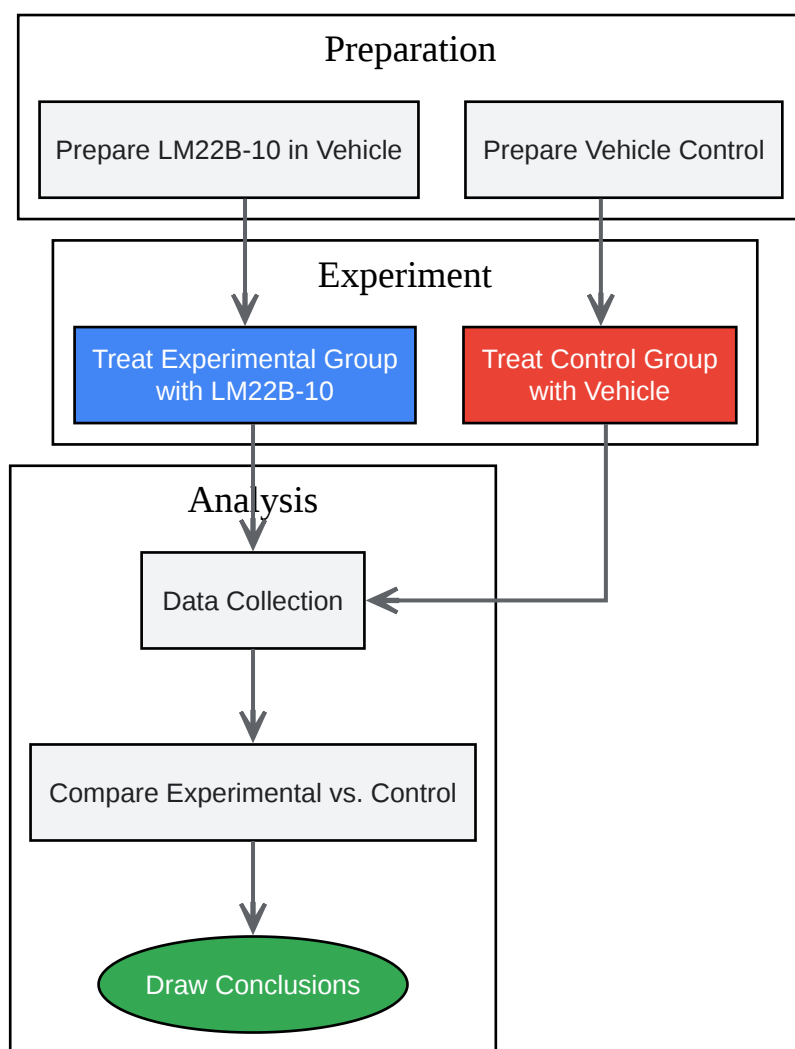 Preparation
Prepare LM22B-10 in Vehicle
Prepare Vehicle Control
Experiment
Treat Experimental Group
with LM22B-10
Treat Control Group
with Vehicle
Analysis
Data Collection
Compare Experimental vs. Control
Draw Conclusions